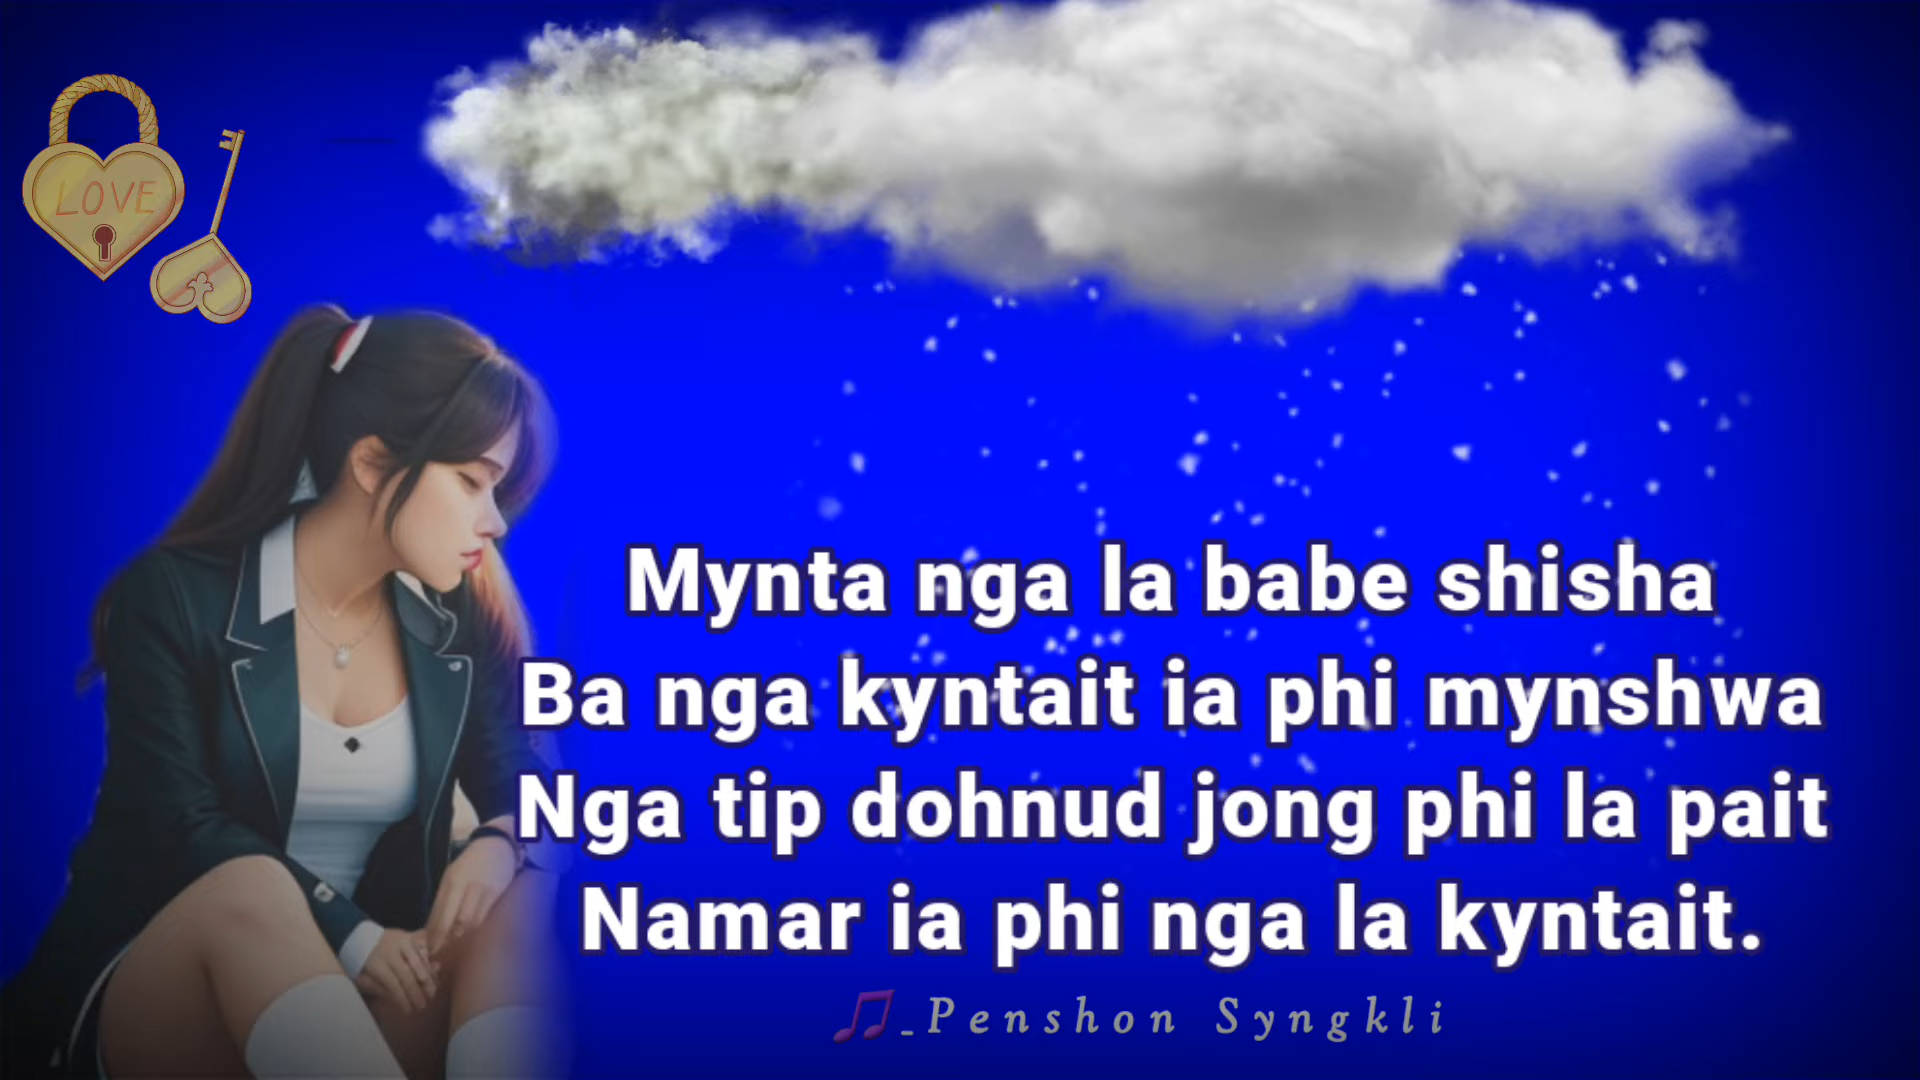 LOVE
Mynta nga la babe shisha
Ba nga kyntait ia phi mynshwa
Nga tip dohnud jong phi la pait
Namar ia phi nga la kyntait.
🎵_Penshon Syngkli